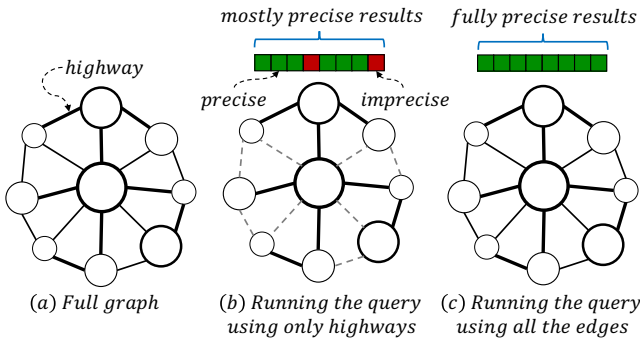 mostly precise results
fully precise results
highway
precise
imprecise
(a) Full graph
(b) Running the query
using only highways
(c) Running the query
using all the edges